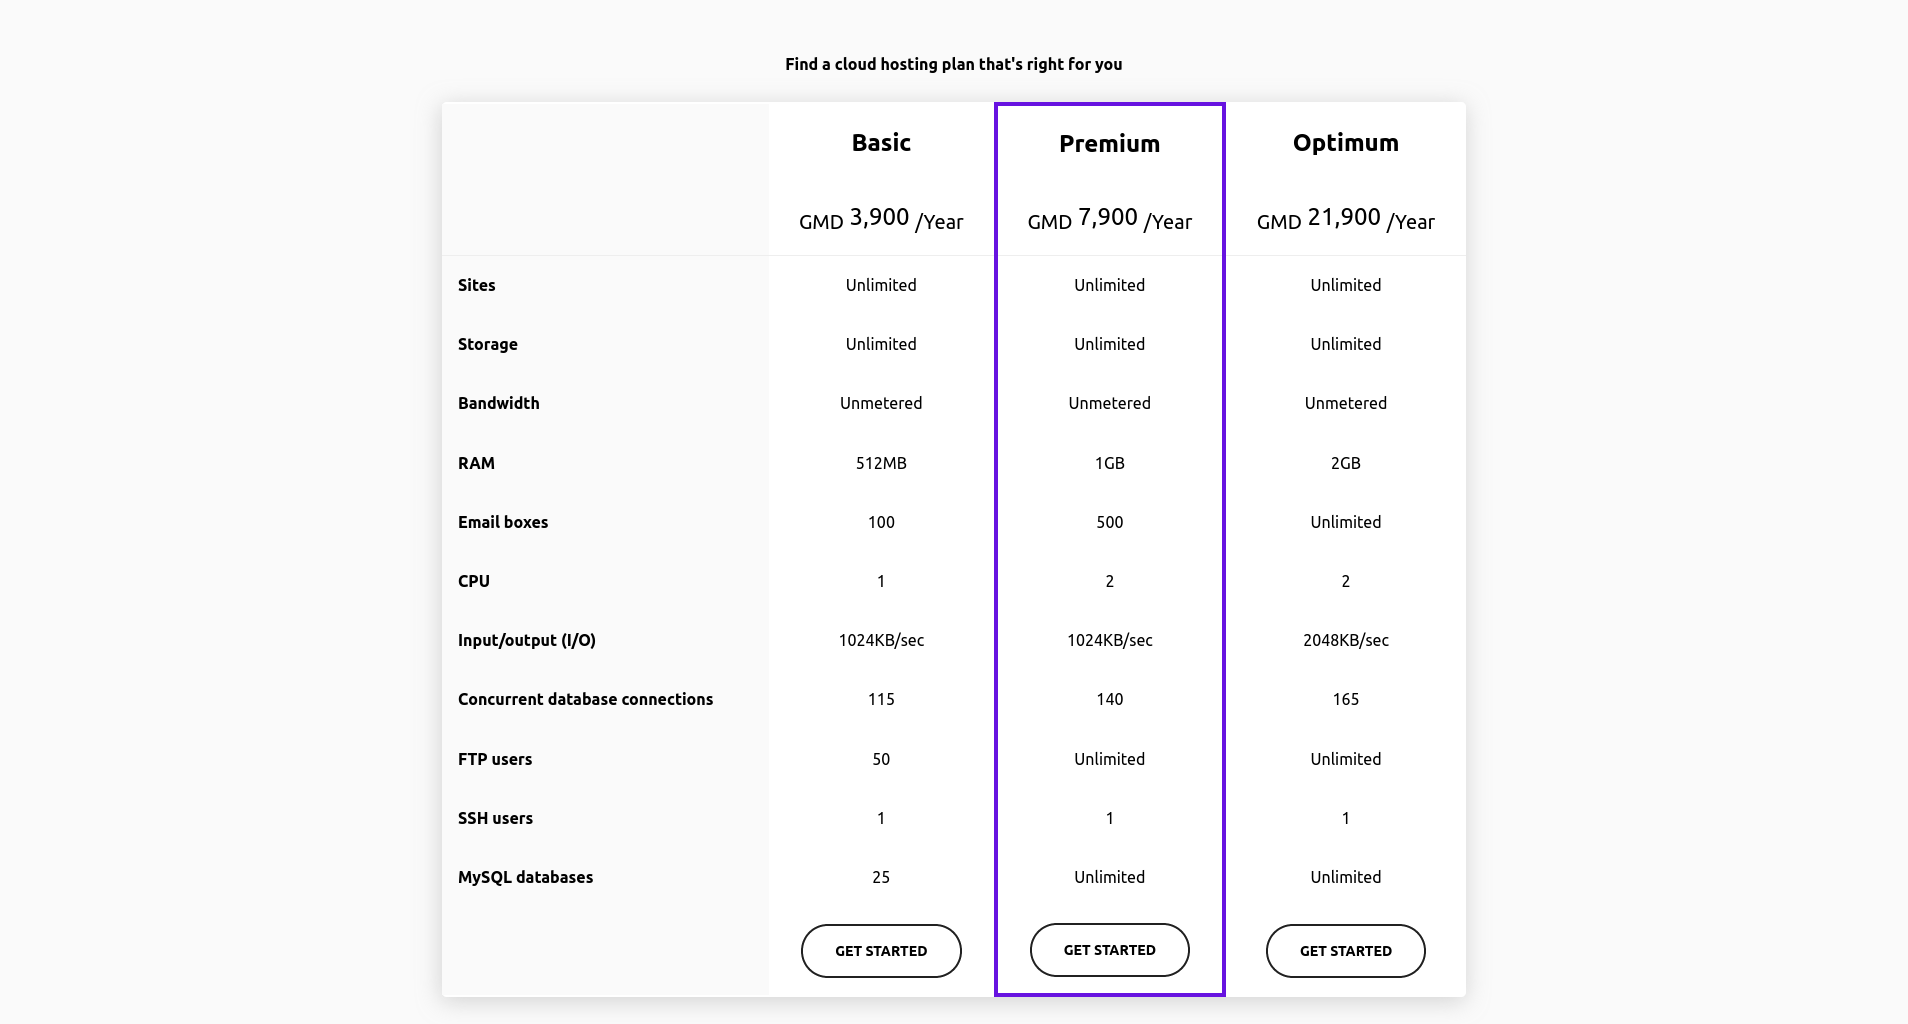 Find a cloud hosting plan that's right for you
Basic Premium Optimum
GMD 3,900 /Year GMD 7,900 /Year GMD 21,900 /Year
Sites Unlimited Unlimited Unlimited
Storage Unlimited Unlimited Unlimited
Bandwidth Unmetered Unmetered Unmetered
RAM 512MB 1GB 2GB
Email boxes 100 500 Unlimited
CPU 1 2 2
Input/output (I/O) 1024KB/sec 1024KB/sec 2048KB/sec
Concurrent database connections 115 140 165
FTP users 50 Unlimited Unlimited
SSH users 1 1 1
MySQL databases 25 Unlimited Unlimited
GET STARTED GET STARTED GET STARTED